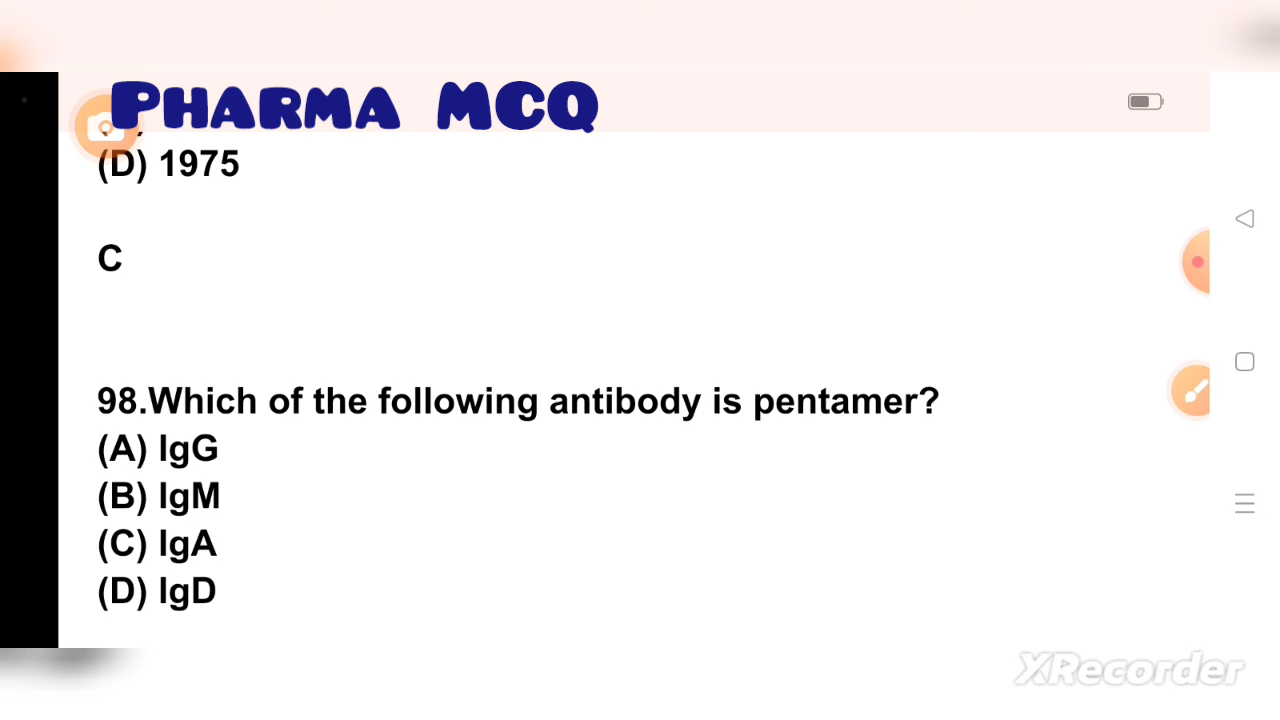 PHARMA MCQ
(D) 1975
C
98.Which of the following antibody is pentamer?
(A) IgG
(B) IgM
(C) IgA
(D) IgD
XRecorder